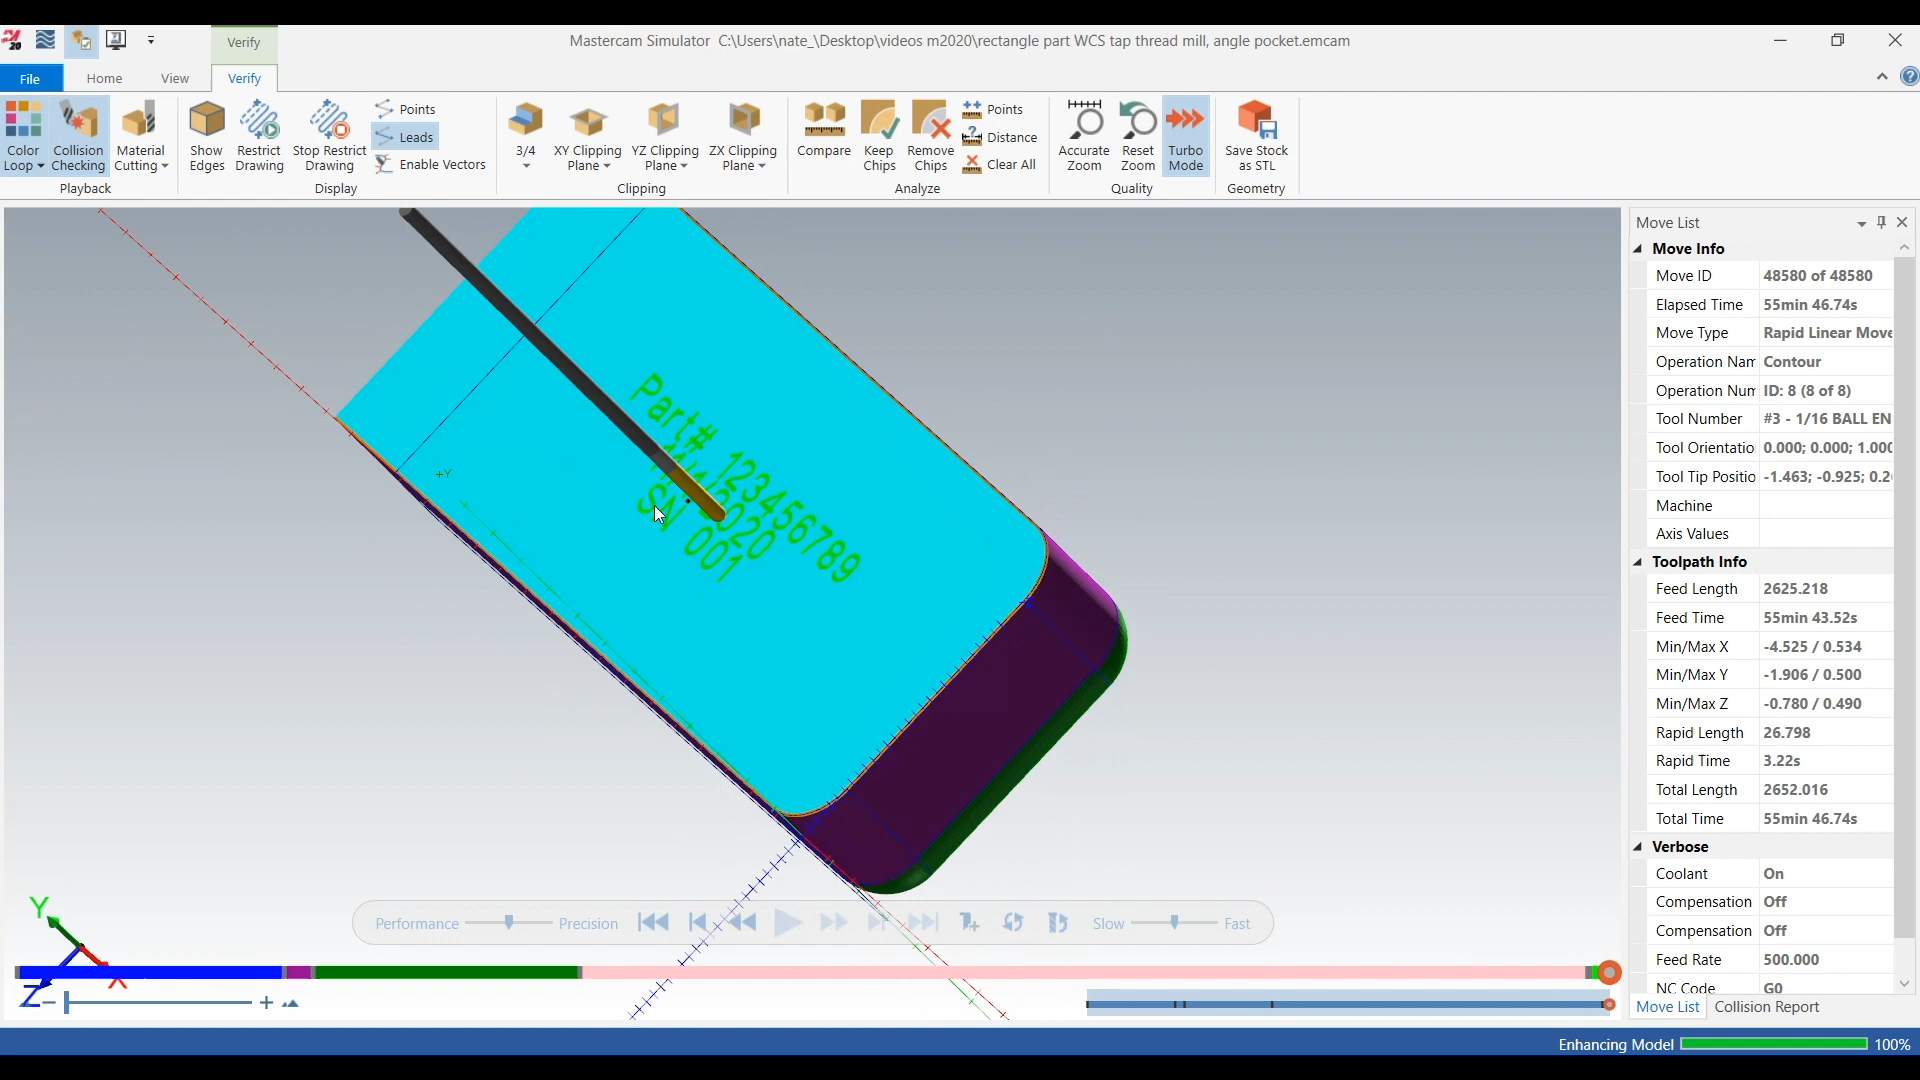 Verify
Mastercam Simulator C:\Users\nate_\Desktop\videos m2020\rectangle part WCS tap thread mill, angle pocket.emcam
File
Home
View
Verify
Color Loop
Collision Checking
Material Cutting
Playback
Show Edges
Restrict Drawing
Stop Restrict Drawing
Points
Leads
Enable Vectors
Display
3/4
XY Clipping Plane
YZ Clipping Plane
ZX Clipping Plane
Clipping
Compare
Keep Chips
Remove Chips
Points
Distance
Clear All
Analyze
Accurate Zoom
Reset Zoom
Turbo Mode
Quality
Save Stock as STL
Geometry
Part# 123456789
SN 001
+Y
Y
X
Z
Performance
Precision
Slow
Fast
Move List
Move Info
Move ID 48580 of 48580
Elapsed Time 55min 46.74s
Move Type Rapid Linear Move
Operation Nam Contour
Operation Num ID: 8 (8 of 8)
Tool Number #3 - 1/16 BALL EN
Tool Orientatio 0.000; 0.000; 1.000
Tool Tip Positio -1.463; -0.925; 0.2
Machine
Axis Values
Toolpath Info
Feed Length 2625.218
Feed Time 55min 43.52s
Min/Max X -4.525 / 0.534
Min/Max Y -1.906 / 0.500
Min/Max Z -0.780 / 0.490
Rapid Length 26.798
Rapid Time 3.22s
Total Length 2652.016
Total Time 55min 46.74s
Verbose
Coolant On
Compensation Off
Compensation Off
Feed Rate 500.000
NC Code G0
Move List
Collision Report
Enhancing Model
100%